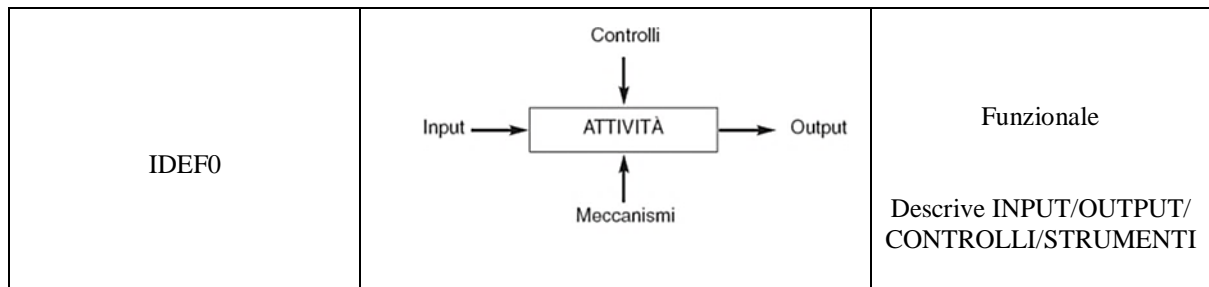 IDEF0
Controlli
Input
ATTIVITÀ
Output
Meccanismi
Funzionale
Descrive INPUT/OUTPUT/
CONTROLLI/STRUMENTI